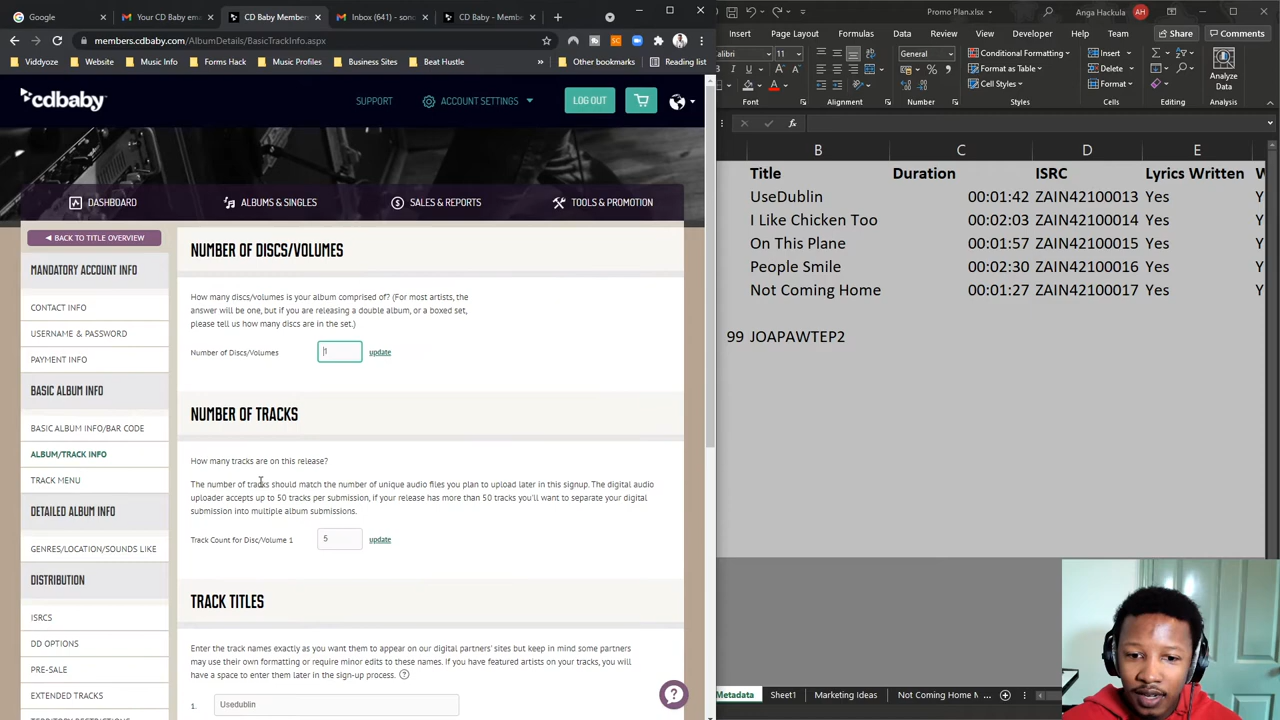 Google
Your CD Baby em
CD Baby Member
Inbox (641) - son
CD Baby - Memb
members.cdbaby.com/AlbumDetails/BasicTrackInfo.aspx
Viddyoze
Website
Music Info
Forms Hack
Music Profiles
Business Sites
Beat Hustle
»
Other bookmarks
Reading list
cdbaby
SUPPORT
ACCOUNT SETTINGS
LOG OUT
DASHBOARD
ALBUMS & SINGLES
SALES & REPORTS
TOOLS & PROMOTION
BACK TO TITLE OVERVIEW
MANDATORY ACCOUNT INFO
CONTACT INFO
USERNAME & PASSWORD
PAYMENT INFO
BASIC ALBUM INFO
BASIC ALBUM INFO/BAR CODE
ALBUM/TRACK INFO
TRACK MENU
DETAILED ALBUM INFO
GENRES/LOCATION/SOUNDS LIKE
DISTRIBUTION
ISRCS
DD OPTIONS
PRE-SALE
EXTENDED TRACKS
TERRITORY RESTRICTIONS
NUMBER OF DISCS/VOLUMES
How many discs/volumes is your album comprised of? (For most artists, the
answer will be one, but if you are releasing a double album, or a boxed set,
please tell us how many discs are in the set.)
Number of Discs/Volumes
1
update
NUMBER OF TRACKS
How many tracks are on this release?
The number of tracks should match the number of unique audio files you plan to upload later in this signup. The digital audio
uploader accepts up to 50 tracks per submission, if your release has more than 50 tracks you'll want to separate your digital
submission into multiple album submissions.
Track Count for Disc/Volume 1
5
update
TRACK TITLES
Enter the track names exactly as you want them to appear on our digital partners' sites but keep in mind some partners
may use their own formatting or require minor edits to these names. If you have featured artists on your tracks, you will
have a space to enter them later in the sign-up process. ?
1.
Usedublin
Promo Plan.xlsx
Anga Hackula
AH
Insert
Page Layout
Formulas
Review
View
Developer
Help
Share
Comments
alibri
12
General
Conditional Formatting
Format as Table
Cell Styles
Insert
Delete
Format
Analyze
Data
Font
Alignment
Number
Styles
Cells
Editing
Analysis
fx
B C D E
Title Duration ISRC Lyrics Written
UseDublin 00:01:42 ZAIN42100013 Yes Y
I Like Chicken Too 00:02:03 ZAIN42100014 Yes Y
On This Plane 00:01:57 ZAIN42100015 Yes Y
People Smile 00:02:30 ZAIN42100016 Yes Y
Not Coming Home 00:01:27 ZAIN42100017 Yes Y
99 JOAPAWTEP2
Metadata
Sheet1
Marketing Ideas
Not Coming Home M ...